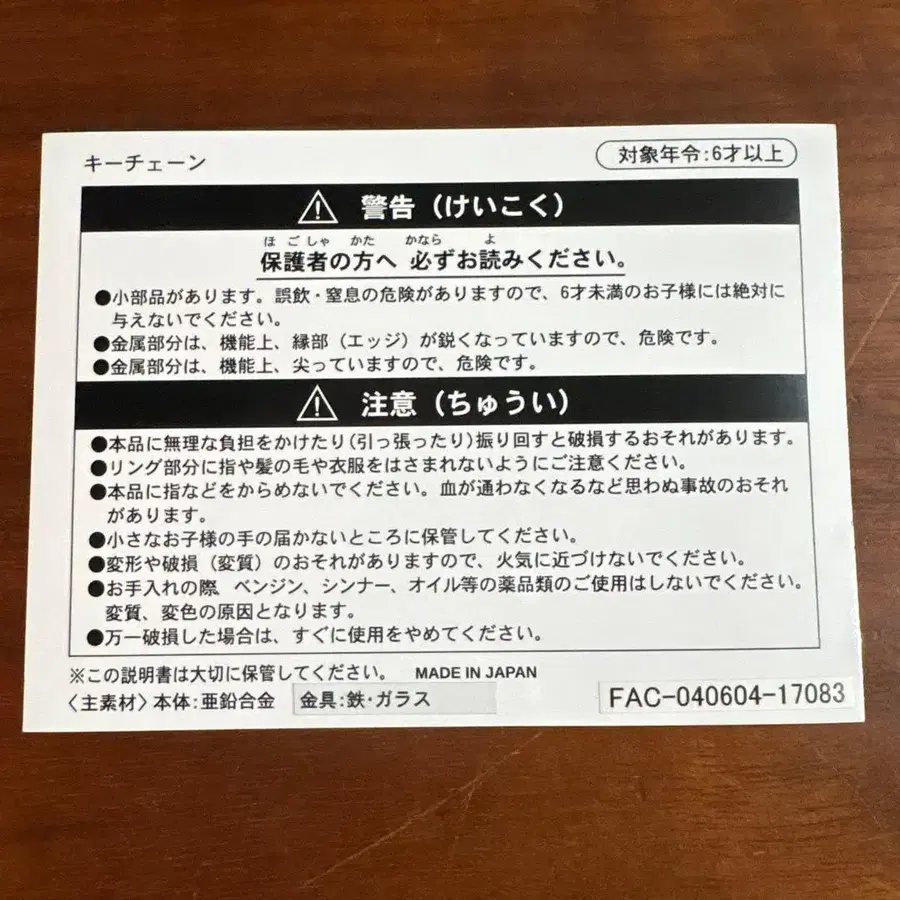 キーチェーン
対象年令:6才以上
警告（けいこく）
ほごしゃ かた かなら よ
保護者の方へ 必ずお読みください。
●小部品があります。誤飲・窒息の危険がありますので、6才未満のお子様には絶対に
与えないでください。
●金属部分は、機能上、縁部（エッジ）が鋭くなっていますので、危険です。
●金属部分は、機能上、尖っていますので、危険です。
注意（ちゅうい）
●本品に無理な負担をかけたり(引っ張ったり)振り回すと破損するおそれがあります。
●リング部分に指や髪の毛や衣服をはさまれないようにご注意ください。
●本品に指などをからめないでください。血が通わなくなるなど思わぬ事故のおそれ
があります。
●小さなお子様の手の届かないところに保管してください。
●変形や破損（変質）のおそれがありますので、火気に近づけないでください。
●お手入れの際、ベンジン、シンナー、オイル等の薬品類のご使用はしないでください。
変質、変色の原因となります。
●万一破損した場合は、すぐに使用をやめてください。
※この説明書は大切に保管してください。 MADE IN JAPAN
〈主素材〉本体:亜鉛合金 金具:鉄・ガラス
FAC-040604-17083